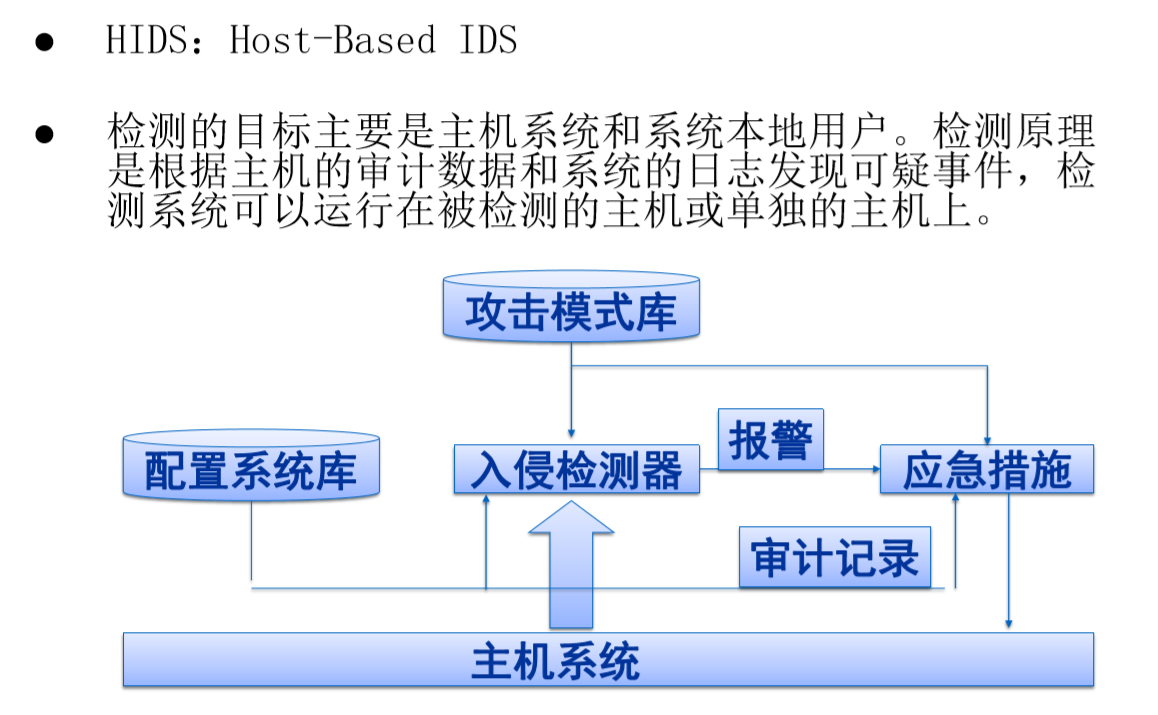 ● HIDS：Host-Based IDS
● 检测的目标主要是主机系统和系统本地用户。检测原理
是根据主机的审计数据和系统的日志发现可疑事件，检
测系统可以运行在被检测的主机或单独的主机上。
攻击模式库
报警
配置系统库
入侵检测器
应急措施
审计记录
主机系统